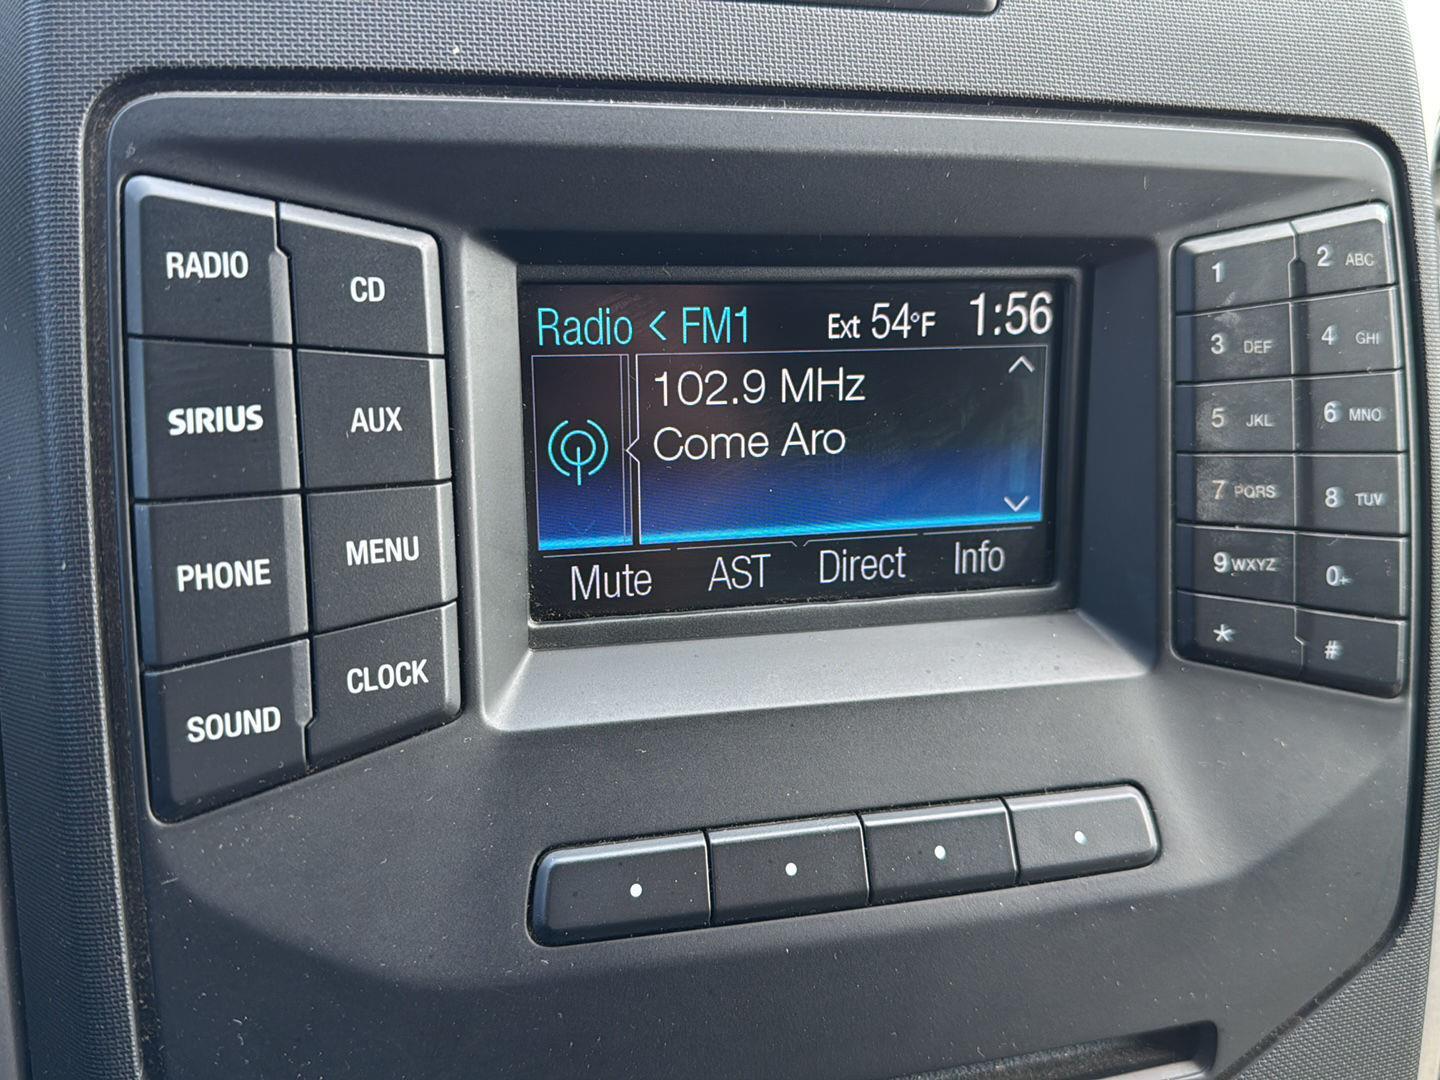 RADIO
CD
SIRIUS
AUX
PHONE
MENU
SOUND
CLOCK
Radio < FM1 Ext 54°F 1:56
102.9 MHz
Come Aro
Mute AST Direct Info
1
2 ABC
3 DEF
4 GHI
5 JKL
6 MNO
7 PQRS
8 TUV
9 WXYZ
0+
*
#